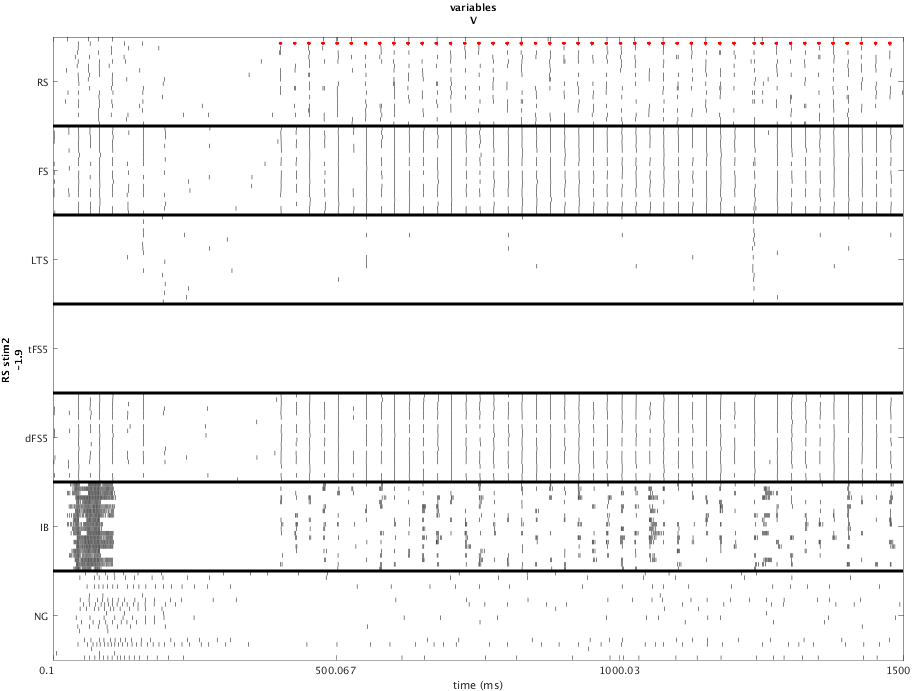 variables
V
RS
FS
LTS
tFS5
dFS5
IB
NG
RS stim2
-1.9
0.1
500.067
1000.03
1500
time (ms)